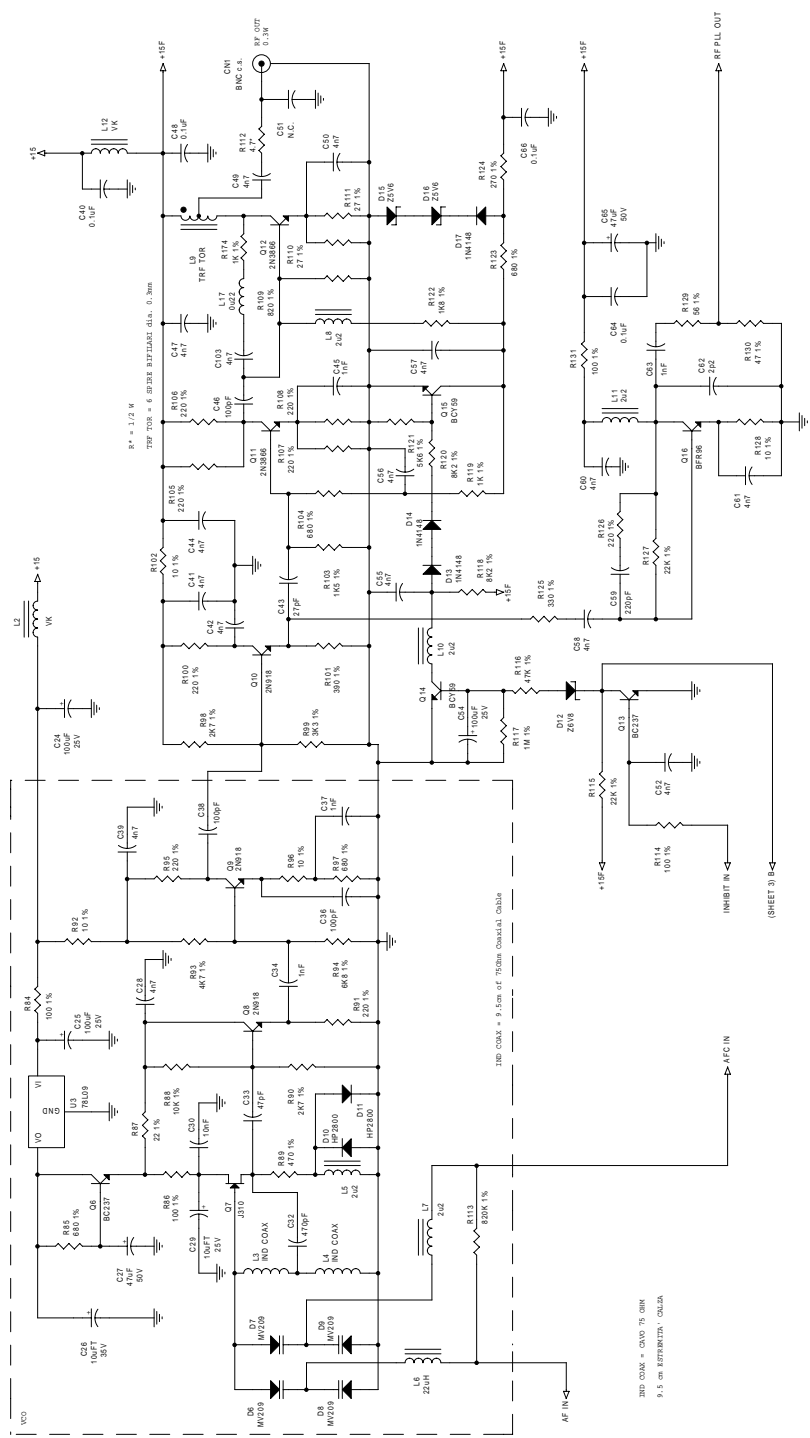 VCO
C26
10uFT
35V
R85
680 1%
C27
47uF
50V
Q6
BC237
U3
78L09
VO
VI
GND
C25
100uF
25V
R84
100 1%
R92
10 1%
C39
4n7
R87
22 1%
R86
100 1%
C29
10uFT
25V
C30
10nF
R88
10K 1%
C28
4n7
R93
4K7 1%
R95
220 1%
C38
100pF
Q9
2N918
Q8
2N918
Q7
J310
C33
47pF
C34
1nF
R96
10 1%
C37
1nF
R97
680 1%
C36
100pF
R94
6K8 1%
R91
220 1%
R90
2K7 1%
R89
470 1%
D10
HP2800
D11
HP2800
L5
2u2
L3
IND COAX
C32
470pF
L4
IND COAX
D7
MV209
D9
MV209
D6
MV209
D8
MV209
L7
2u2
L6
22uH
R113
820K 1%
AF IN
AFC IN
IND COAX = 9.5cm of 75Ohm Coaxial Cable
IND COAX = CAVO 75 OHM
9.5 cm ESTREMITA' CALZA
L2
VK
+15
C24
100uF
25V
R98
2K7 1%
R99
3K3 1%
R100
220 1%
Q10
2N918
R101
390 1%
C42
4n7
C41
4n7
C44
4n7
R102
10 1%
C43
27pF
R103
1K5 1%
R104
680 1%
R105
220 1%
R106
220 1%
Q11
2N3866
C46
100pF
R107
220 1%
R108
220 1%
C45
1nF
C47
4n7
C103
4n7
L17
0u22
R174
1K 1%
R109
820 1%
L9
TRF TOR
R* = 1/2 W
TRF TOR = 6 SPIRE BIFILARI dia. 0.3mm
+15
C40
0.1uF
L12
VK
C48
0.1uF
+15F
Q12
2N3866
R110
27 1%
R111
27 1%
C50
4n7
C49
4n7
R112
4.7*
C51
N.C.
CN1
BNC c.s.
RF OUT
0.3W
L8
2u2
R122
1K8 1%
C57
4n7
Q15
BCY59
D15
Z5V6
D16
Z5V6
D17
1N4148
R123
680 1%
R124
270 1%
C66
0.1uF
+15F
C56
4n7
R121
5K6 1%
R120
8K2 1%
R119
1K 1%
D14
1N4148
D13
1N4148
C55
4n7
R118
8K2 1%
+15F
L10
2u2
Q14
BCY59
C54
100uF
25V
R117
1M 1%
R116
47K 1%
D12
Z6V8
Q13
BC237
R115
22K 1%
+15F
C52
4n7
R114
100 1%
INHIBIT IN
(SHEET 3) B
R125
330 1%
C58
4n7
C59
220pF
R126
220 1%
R127
22K 1%
C60
4n7
L11
2u2
R131
100 1%
C64
0.1uF
C65
47uF
50V
+15F
Q16
BFR96
C63
1nF
R129
56 1%
C62
2p2
R130
47 1%
R128
10 1%
C61
4n7
RF PLL OUT